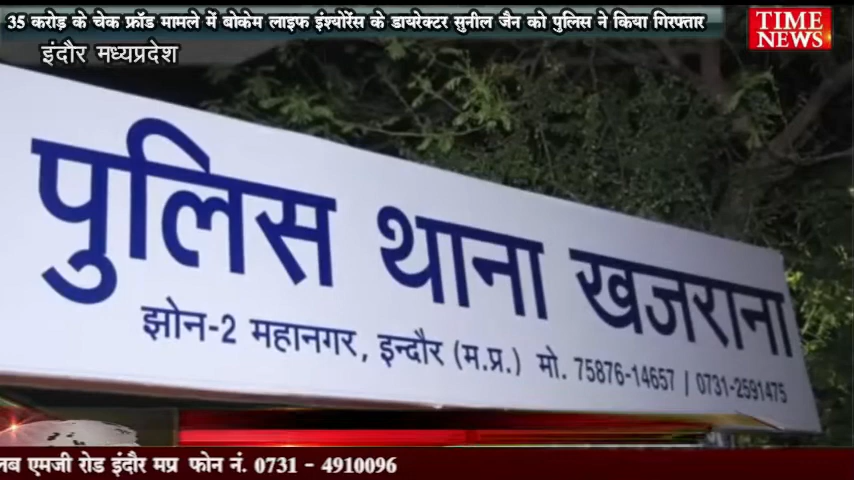 35 करोड़ के चेक फ्रॉड मामले में बोकेम लाइफ इंश्योरेंस के डायरेक्टर सुनील जैन को पुलिस ने किया गिरफ्तार
TIME
NEWS
इंदौर मध्यप्रदेश
पुलिस थाना खजराना
झोन-2 महानगर, इन्दौर (म.प्र.) मो. 75876-14657 / 0731-2591475
एमजी रोड इंदौर मप्र फोन नं. 0731 - 4910096